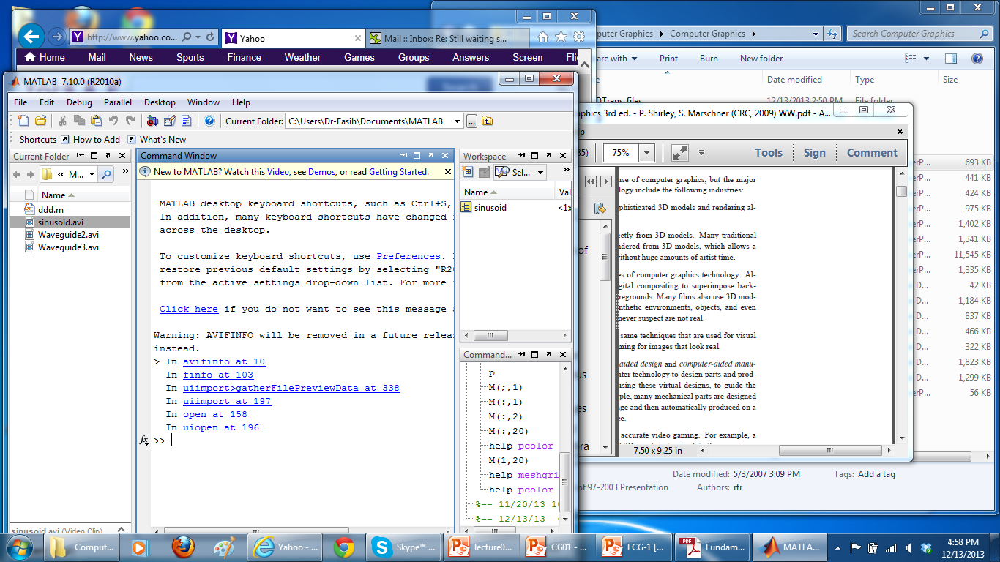 http://www.yahoo.co...
Yahoo
Mail :: Inbox: Re: Still waiting s...
Home Mail News Sports Finance Weather Games Groups Answers Screen
Computer Graphics
Search Computer Graphics
Print Burn New folder
Date modified Type Size
DTrans files 12/13/2013 2:50 PM File folder
MATLAB 7.10.0 (R2010a)
File Edit Debug Parallel Desktop Window Help
Current Folder: C:\Users\Dr-Fasih\Documents\MATLAB
Shortcuts How to Add What's New
Current Folder
« M...
Name
ddd.m
sinusoid.avi
Waveguide2.avi
Waveguide3.avi
sinusoid.avi (Video Clip)
Command Window
New to MATLAB? Watch this Video, see Demos, or read Getting Started.
MATLAB desktop keyboard shortcuts, such as Ctrl+S,
In addition, many keyboard shortcuts have changed
across the desktop.
To customize keyboard shortcuts, use Preferences.
restore previous default settings by selecting "R20
from the active settings drop-down list. For more
Click here if you do not want to see this message
Warning: AVIFINFO will be removed in a future relea
instead.
> In avifinfo at 10
In finfo at 103
In uiimport>gatherFilePreviewData at 338
In uiimport at 197
In open at 158
In uiopen at 196
fx >>
Workspace
Sel...
Name Val
sinusoid <1x
Command...
p
M(;,1)
M(:,1)
M(:,2)
M(:,20)
help pcolor
M(1,20)
help meshgri
help pcolor
%-- 11/20/13
%-- 12/13/13
phics 3rd ed. - P. Shirley, S. Marschner (CRC, 2009) WW.pdf - A...
75%
Tools Sign Comment
use of computer graphics, but the major
logy include the following industries:
phisticated 3D models and rendering al-
ctly from 3D models. Many traditional
dered from 3D models, which allows a
without huge amounts of artist time.
es of computer graphics technology. Al-
gital compositing to superimpose back-
regrounds. Many films also use 3D mod-
nthetic environments, objects, and even
never suspect are not real.
same techniques that are used for visual
ming for images that look real.
aided design and computer-aided manu-
uter technology to design parts and prod-
using these virtual designs, to guide the
ple, many mechanical parts are designed
ge and then automatically produced on a
ce.
accurate video gaming. For example, a
7.50 x 9.25 in
erP... 693 KB
erP... 441 KB
erP... 424 KB
erP... 975 KB
erP... 1,402 KB
erP... 1,341 KB
erP... 11,545 KB
erP... 1,335 KB
D... 42 KB
D... 1,184 KB
D... 837 KB
D... 466 KB
D... 322 KB
D... 1,823 KB
D... 1,299 KB
erP... 56 KB
Date modified: 5/3/2007 3:09 PM Tags: Add a tag
97-2003 Presentation Authors: rfr
Comput...
Yahoo - ...
Skype™ ...
lecture0...
CG01 - ...
FCG-1 [...
Fundam...
MATLA...
4:58 PM
12/13/2013